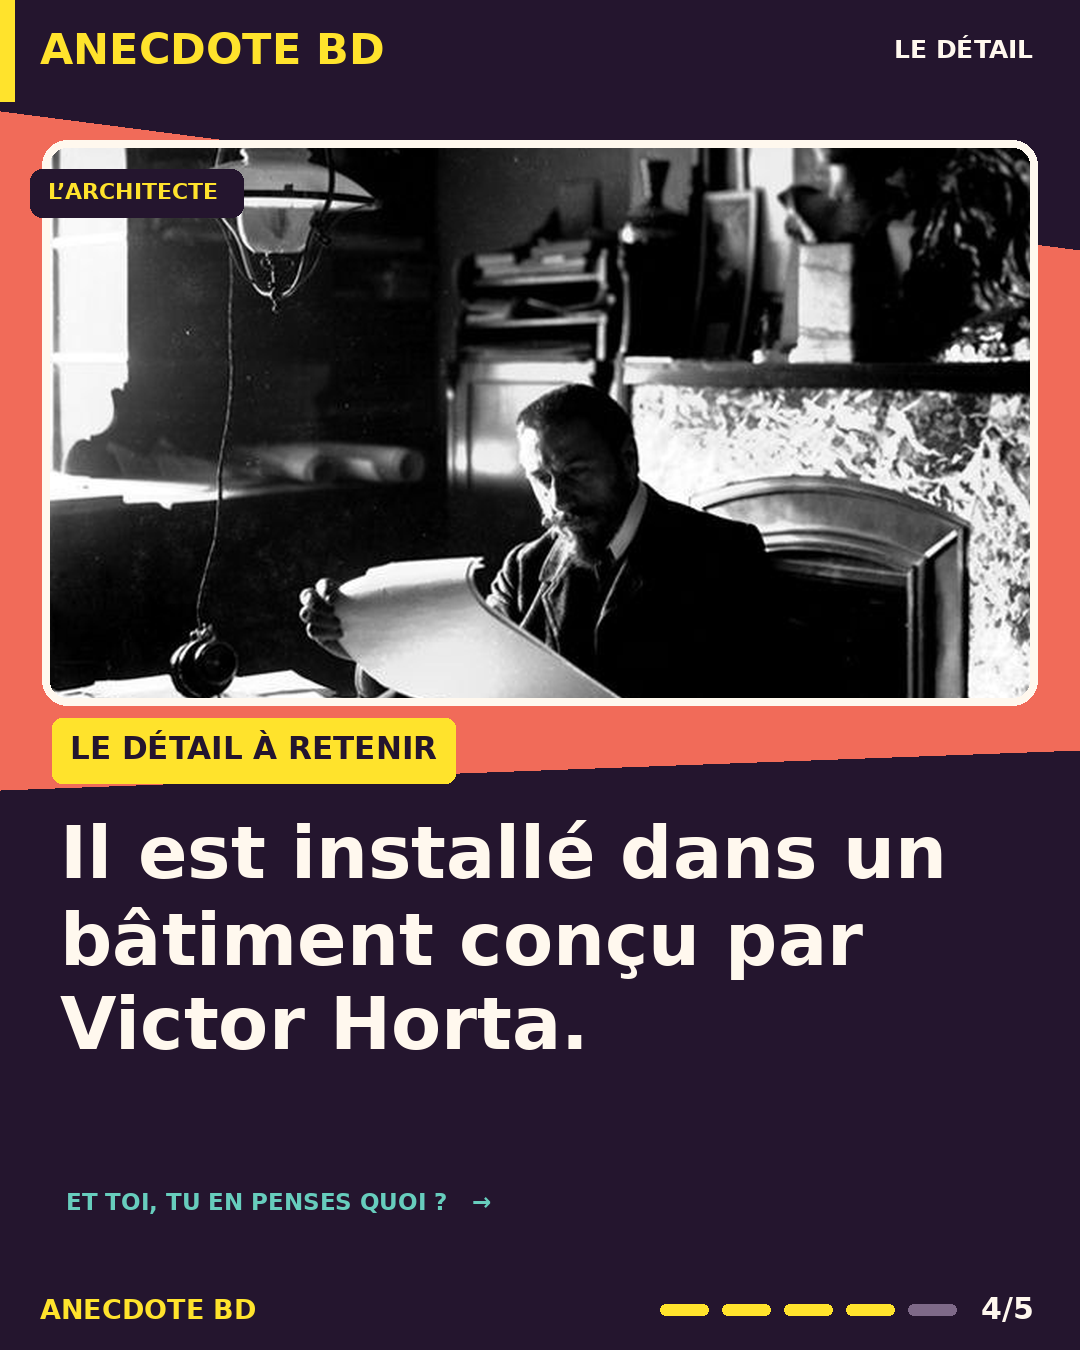 ANECDOTE BD
LE DÉTAIL
L’ARCHITECTE
LE DÉTAIL À RETENIR
Il est installé dans un
bâtiment conçu par
Victor Horta.
ET TOI, TU EN PENSES QUOI ? →
ANECDOTE BD
4/5